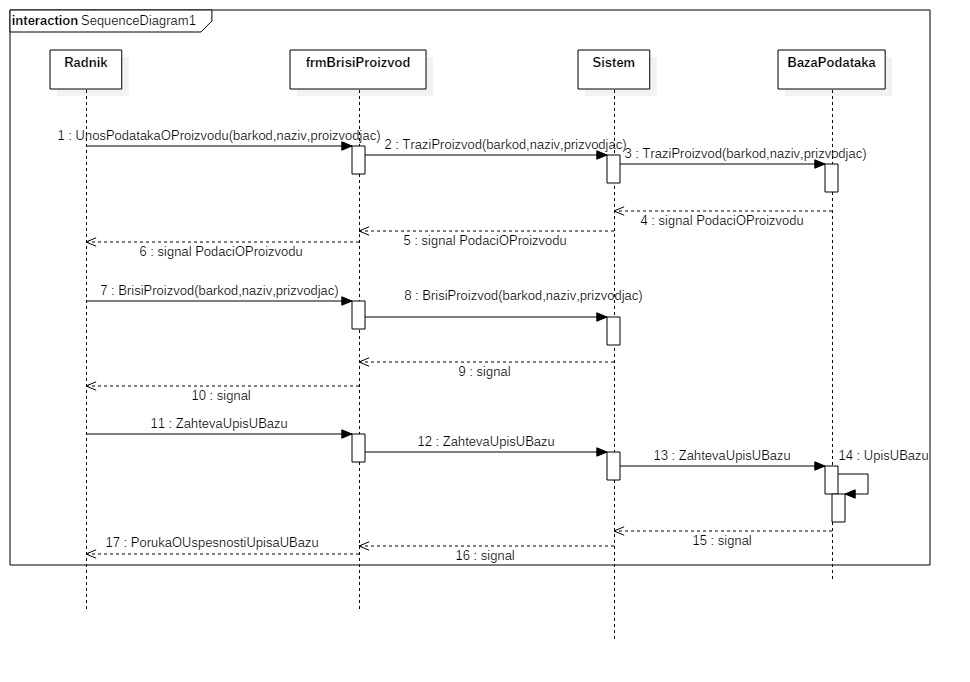 interaction SequenceDiagram1
Radnik
frmBrisiProizvod
Sistem
BazaPodataka
1 : UnosPodatakaOProizvodu(barkod,naziv,proizvodjac)
2 : TraziProizvod(barkod,naziv,prizvodjac)
3 : TraziProizvod(barkod,naziv,prizvodjac)
4 : signal PodaciOProizvodu
5 : signal PodaciOProizvodu
6 : signal PodaciOProizvodu
7 : BrisiProizvod(barkod,naziv,prizvodjac)
8 : BrisiProizvod(barkod,naziv,prizvodjac)
9 : signal
10 : signal
11 : ZahtevaUpisUBazu
12 : ZahtevaUpisUBazu
13 : ZahtevaUpisUBazu
14 : UpisUBazu
15 : signal
16 : signal
17 : PorukaOUspesnostiUpisaUBazu